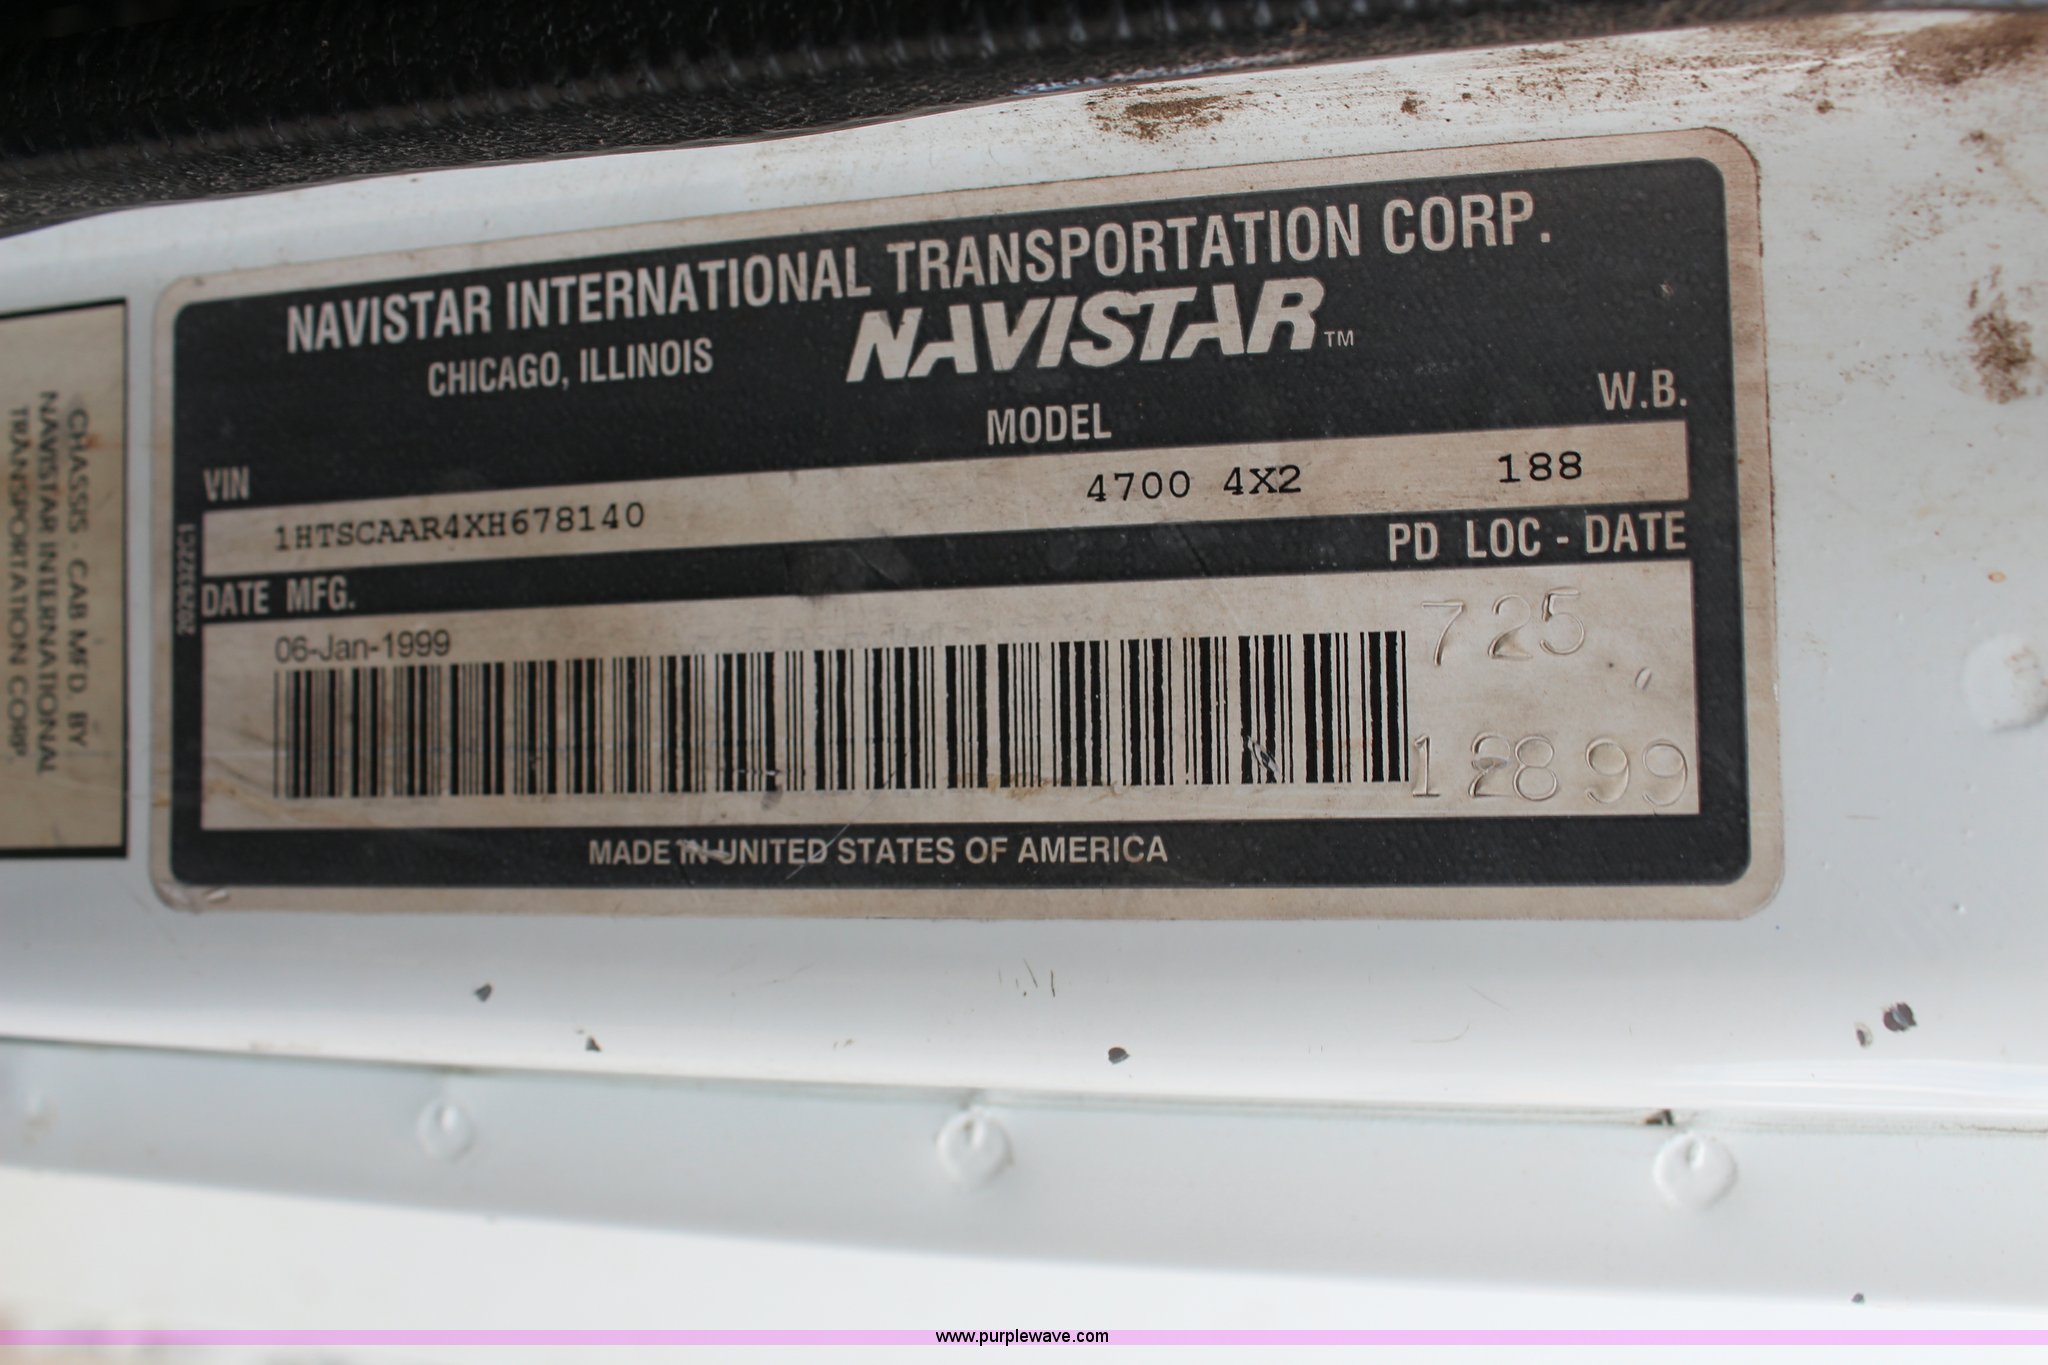 NAVISTAR INTERNATIONAL TRANSPORTATION CORP.
CHICAGO, ILLINOIS
NAVISTAR™
MODEL
W.B.
VIN
1HTSCAAR4XH678140
4700 4X2
188
DATE MFG.
PD LOC - DATE
06-Jan-1999
725
99
2029322C1
MADE IN UNITED STATES OF AMERICA
CHASSIS - CAB MFD BY
NAVISTAR INTERNATIONAL
TRANSPORTATION CORP.
www.purplewave.com